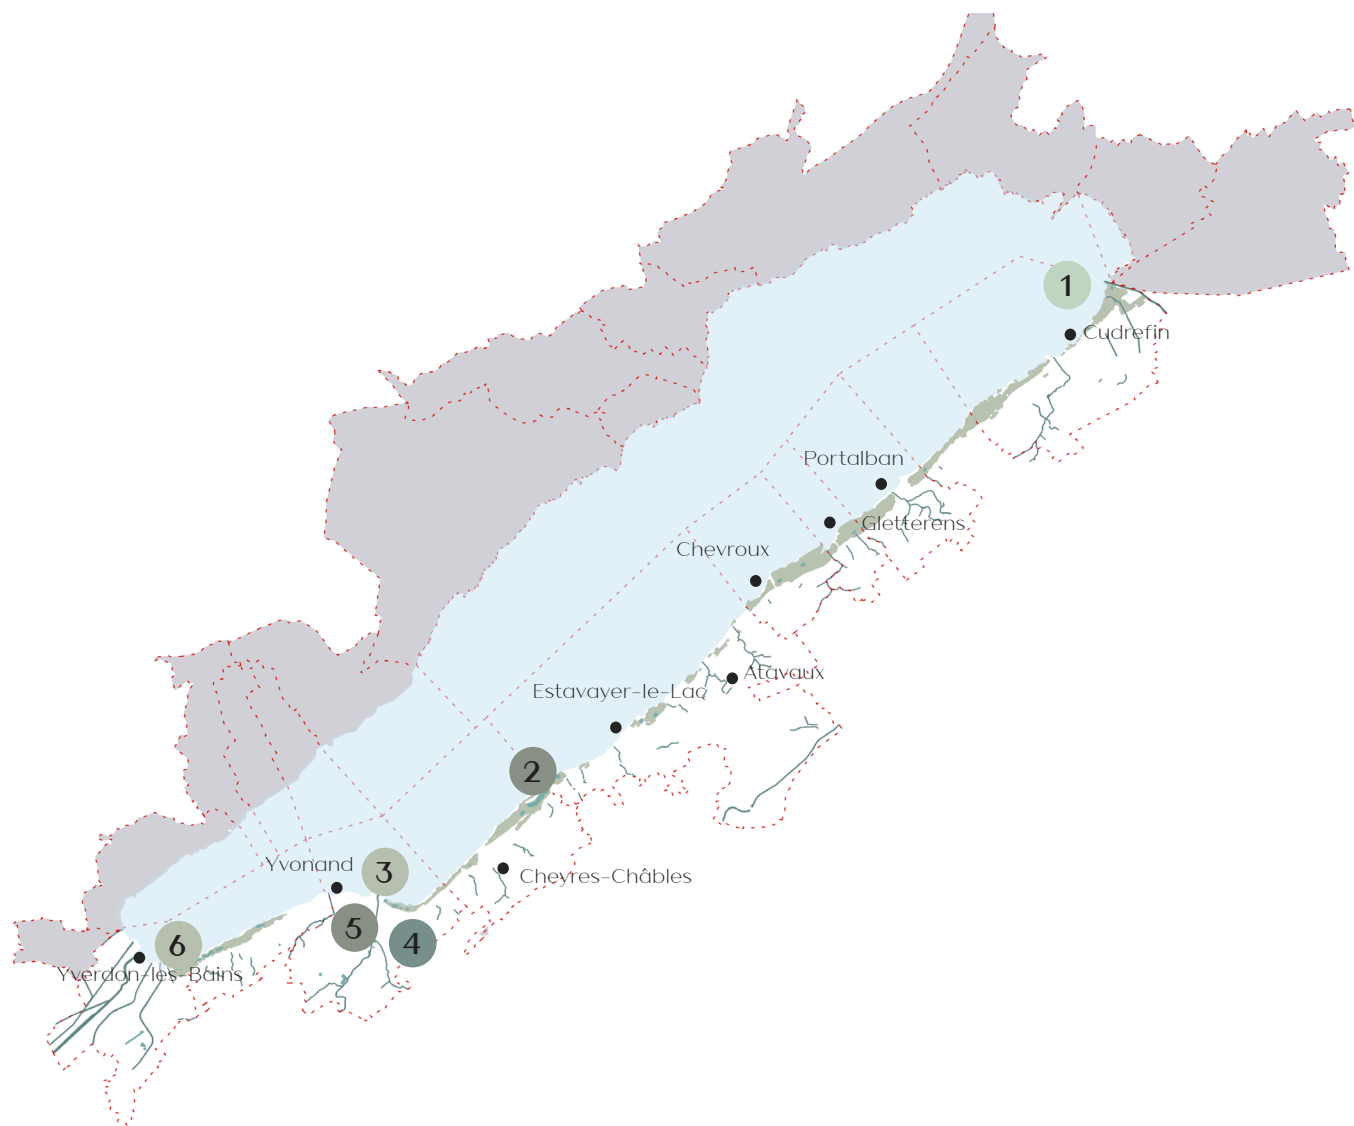 1
Cudrefin
Portalban
Gletterens
Chevroux
Atavaux
Estavayer-le-Lac
2
Yvonand
3
Cheyres-Châbles
5
4
6
Yverdon-les-Bains